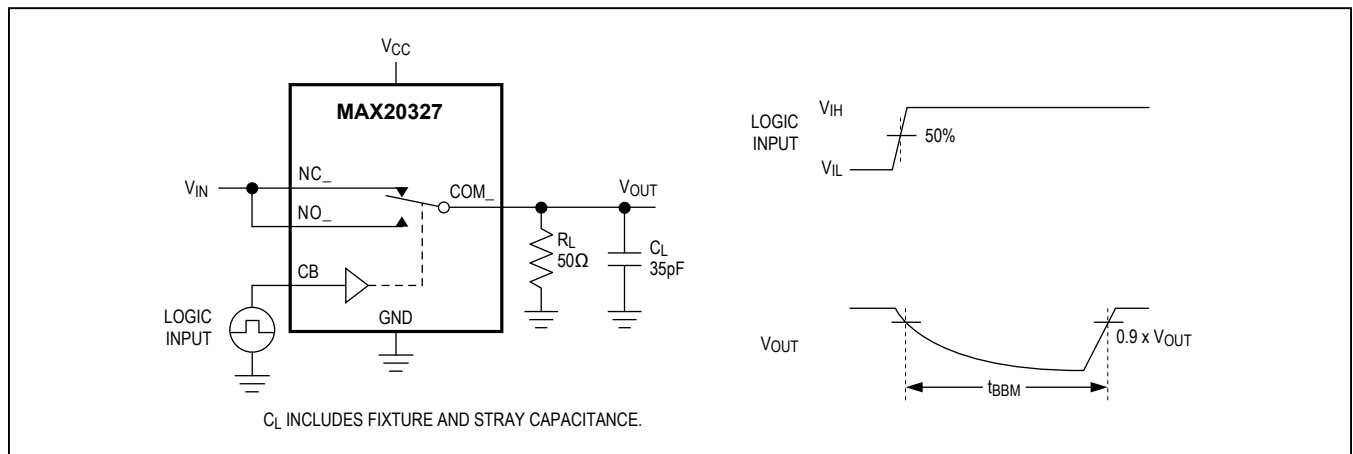 VCC
MAX20327
VIN
NC_
NO_
COM_
VOUT
RL
50Ω
CL
35pF
CB
LOGIC
INPUT
GND
CL INCLUDES FIXTURE AND STRAY CAPACITANCE.
LOGIC
INPUT
VIH
50%
VIL
VOUT
0.9 x VOUT
tBBM